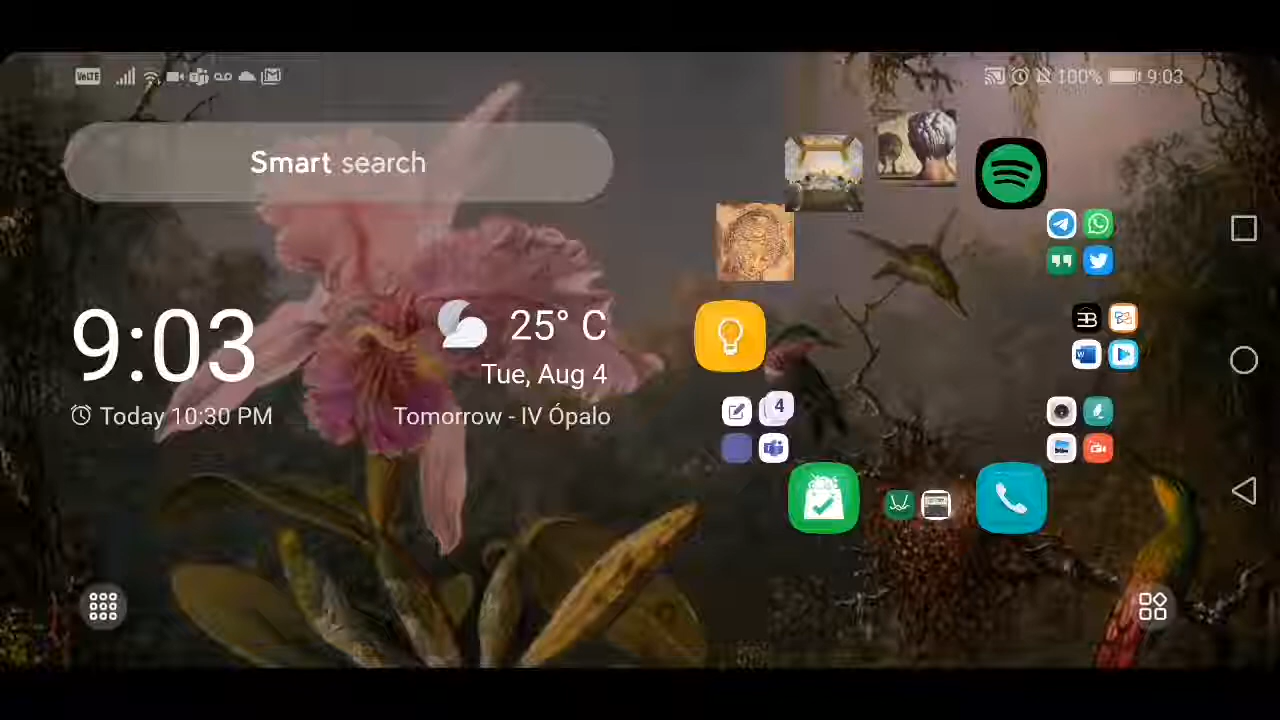 VoLTE
100% 9:03
Smart search
9:03
25° C
Tue, Aug 4
Today 10:30 PM
Tomorrow - IV Ópalo
4